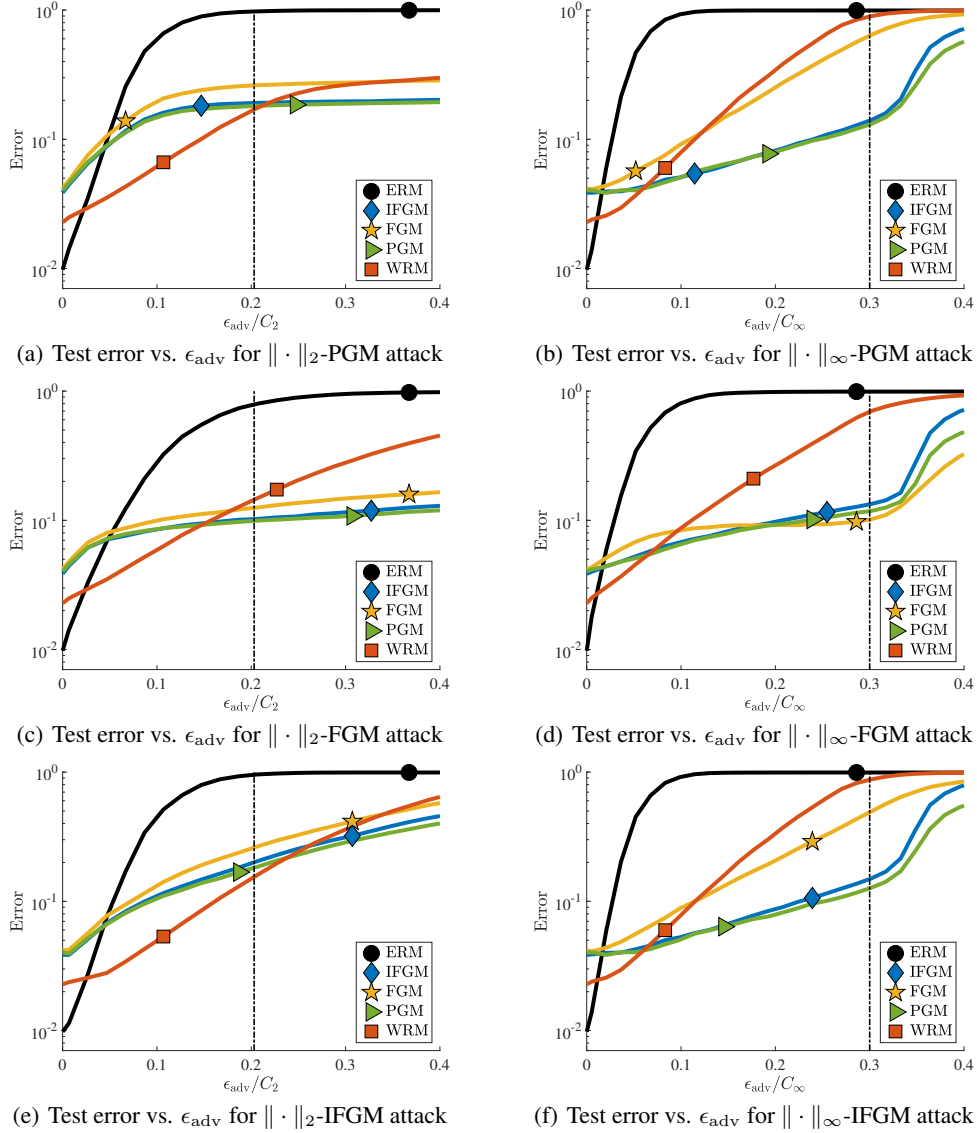 10^0
10^-1
10^-2
Error
0 0.1 0.2 0.3 0.4
ϵ_adv/C_2
ERM
IFGM
FGM
PGM
WRM
(a) Test error vs. ϵ_adv for ‖ · ‖_2-PGM attack
10^0
10^-1
10^-2
Error
0 0.1 0.2 0.3 0.4
ϵ_adv/C_∞
ERM
IFGM
FGM
PGM
WRM
(b) Test error vs. ϵ_adv for ‖ · ‖_∞-PGM attack
10^0
10^-1
10^-2
Error
0 0.1 0.2 0.3 0.4
ϵ_adv/C_2
ERM
IFGM
FGM
PGM
WRM
(c) Test error vs. ϵ_adv for ‖ · ‖_2-FGM attack
10^0
10^-1
10^-2
Error
0 0.1 0.2 0.3 0.4
ϵ_adv/C_∞
ERM
IFGM
FGM
PGM
WRM
(d) Test error vs. ϵ_adv for ‖ · ‖_∞-FGM attack
10^0
10^-1
10^-2
Error
0 0.1 0.2 0.3 0.4
ϵ_adv/C_2
ERM
IFGM
FGM
PGM
WRM
(e) Test error vs. ϵ_adv for ‖ · ‖_2-IFGM attack
10^0
10^-1
10^-2
Error
0 0.1 0.2 0.3 0.4
ϵ_adv/C_∞
ERM
IFGM
FGM
PGM
WRM
(f) Test error vs. ϵ_adv for ‖ · ‖_∞-IFGM attack